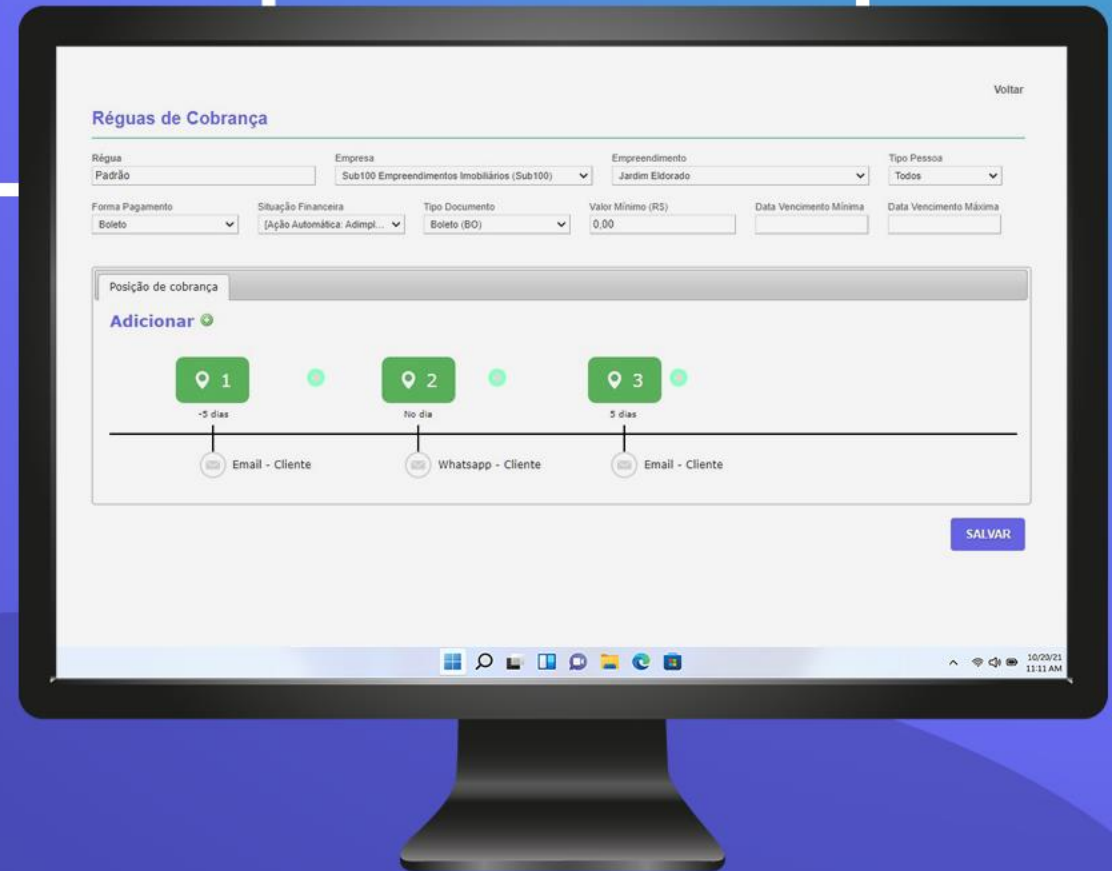 Voltar
Réguas de Cobrança
Régua Empresa Empreendimento Tipo Pessoa
Padrão Sub100 Empreendimentos Imobiliários (Sub100) Jardim Eldorado Todos
Forma Pagamento Situação Financeira Tipo Documento Valor Mínimo (R$) Data Vencimento Mínima Data Vencimento Máxima
Boleto [Ação Automática: Adimpl... Boleto (BO) 0,00
Posição de cobrança
Adicionar
1 2 3
-5 dias No dia 5 dias
Email - Cliente Whatsapp - Cliente Email - Cliente
SALVAR
10/20/21
11:11 AM